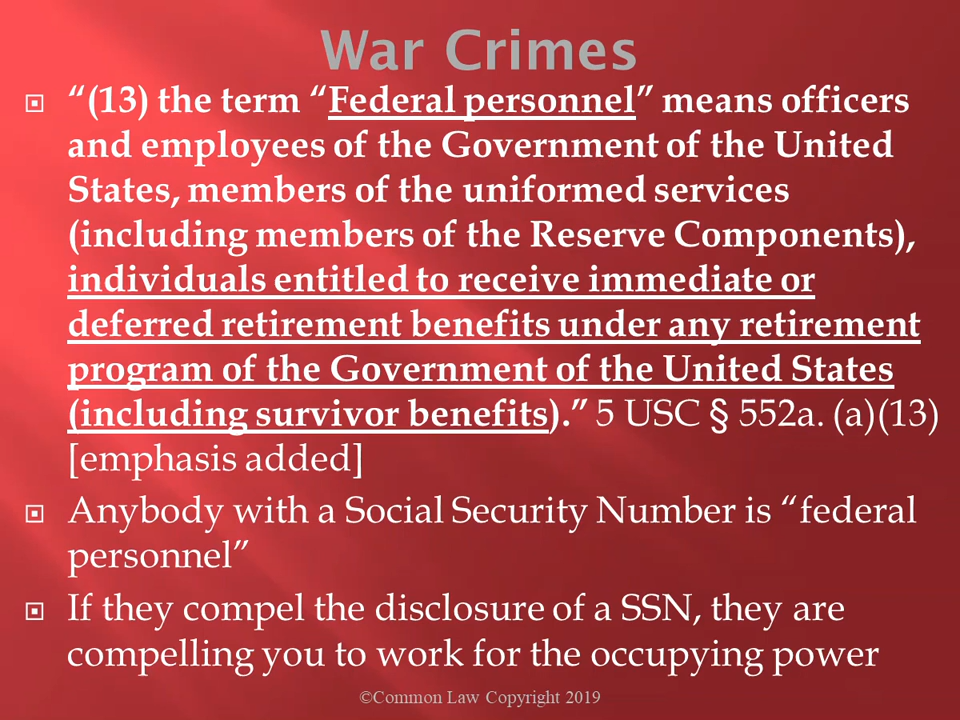 War Crimes
“(13) the term “Federal personnel” means officers
and employees of the Government of the United
States, members of the uniformed services
(including members of the Reserve Components),
individuals entitled to receive immediate or
deferred retirement benefits under any retirement
program of the Government of the United States
(including survivor benefits).” 5 USC § 552a. (a)(13)
[emphasis added]
Anybody with a Social Security Number is “federal
personnel”
If they compel the disclosure of a SSN, they are
compelling you to work for the occupying power
©Common Law Copyright 2019